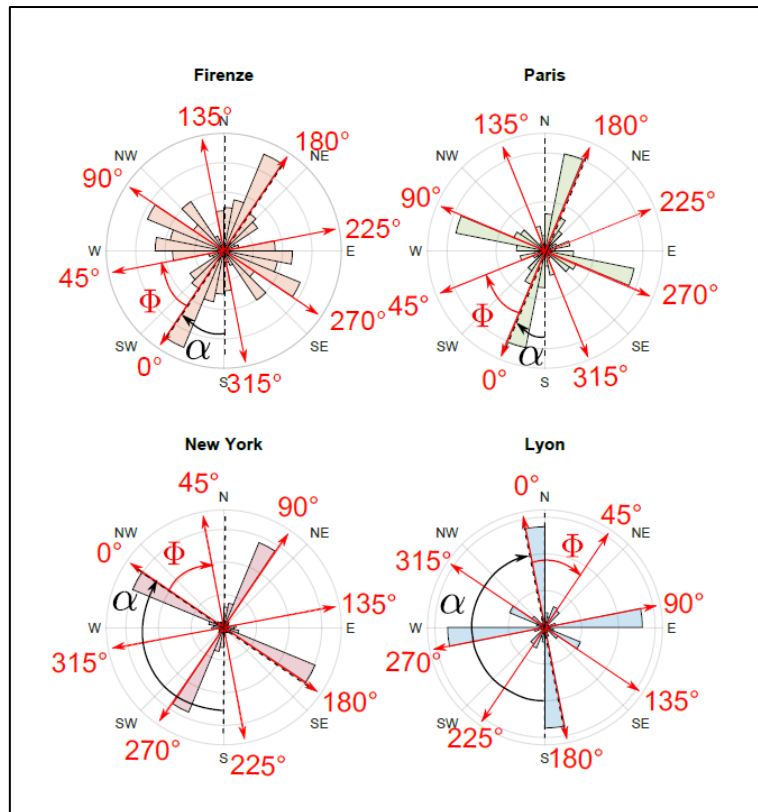 Firenze
135°
N
180°
NW
NE
90°
225°
W
E
45°
Φ
270°
SW
α
SE
0°
S
315°
Paris
135°
N
180°
NW
NE
90°
225°
W
E
45°
Φ
270°
SW
α
SE
0°
S
315°
New York
45°
N
90°
NW
NE
0°
Φ
α
135°
W
E
315°
180°
SW
SE
270°
S
225°
Lyon
0°
N
45°
NW
NE
315°
Φ
α
90°
W
E
270°
135°
SW
SE
225°
S
180°